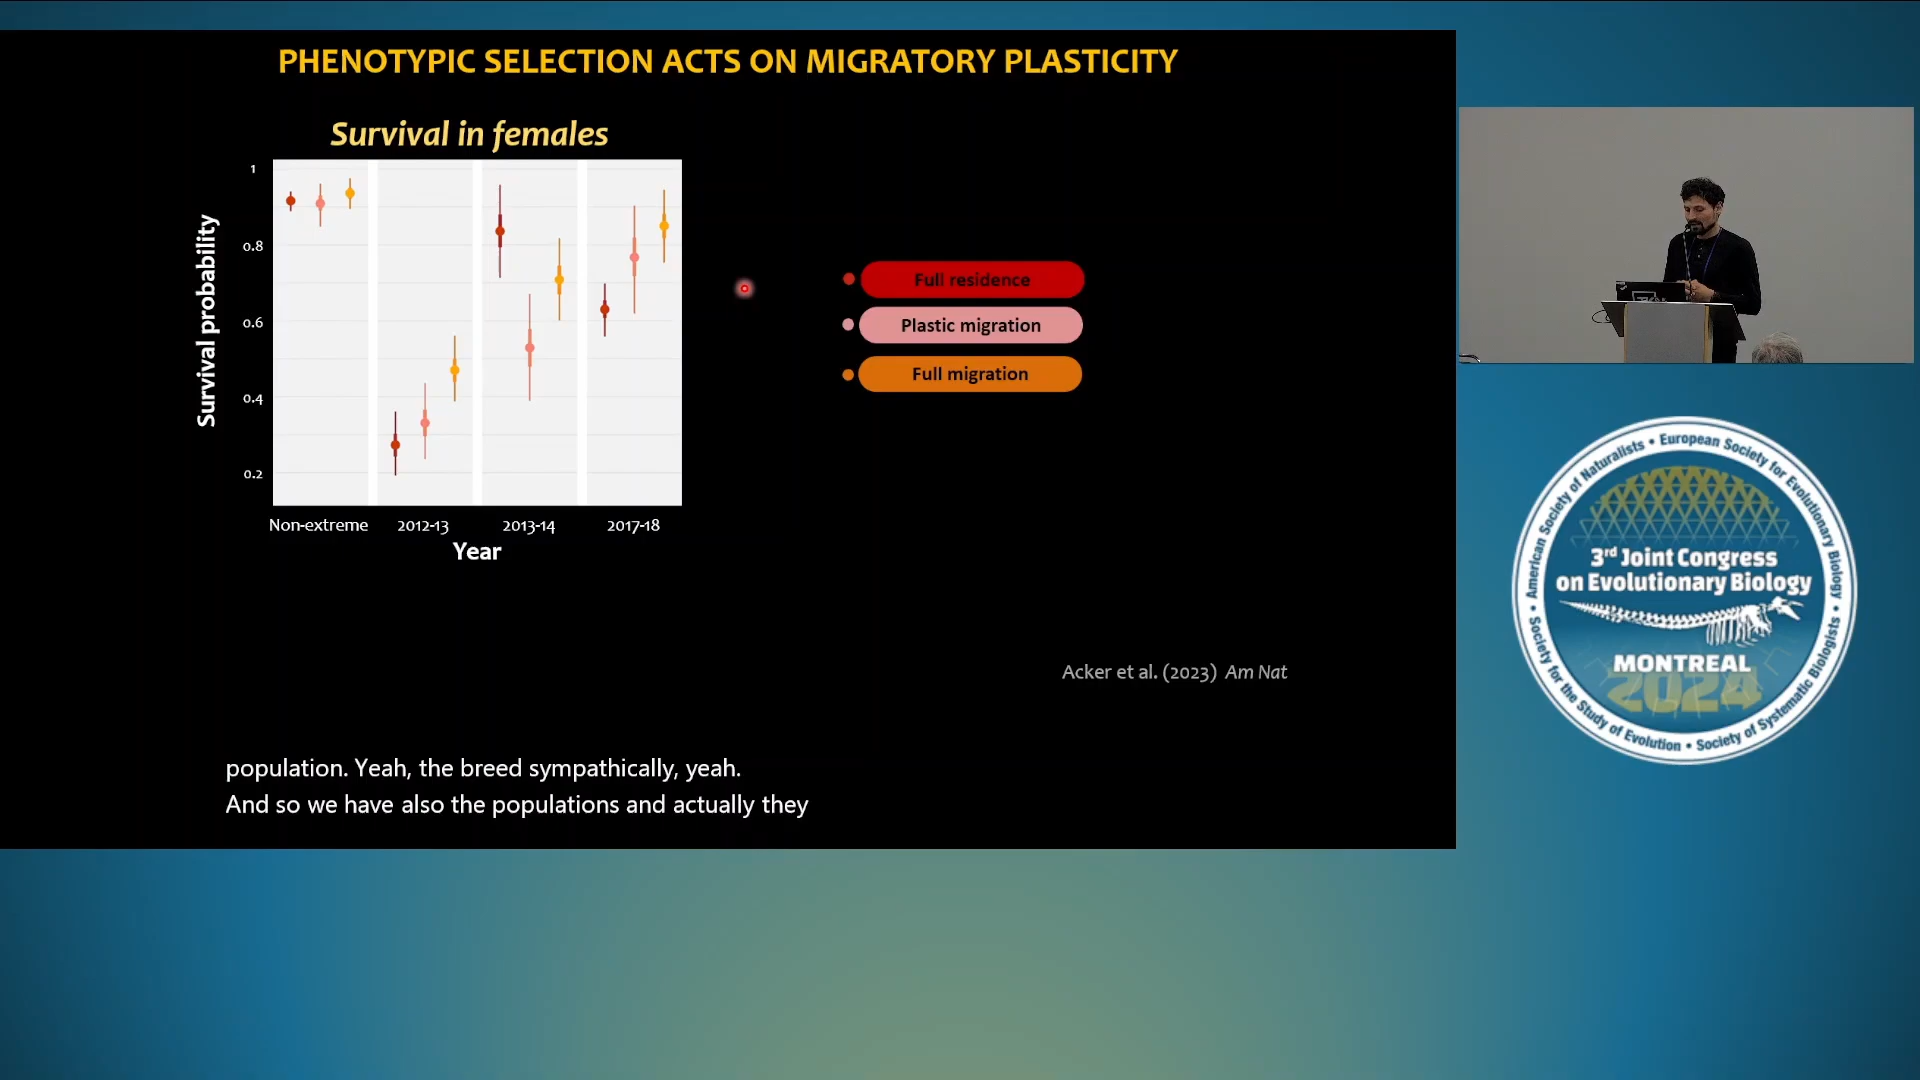 PHENOTYPIC SELECTION ACTS ON MIGRATORY PLASTICITY
Survival in females
Survival probability
1
0.8
0.6
0.4
0.2
Non-extreme 2012-13 2013-14 2017-18
Year
Full residence
Plastic migration
Full migration
Acker et al. (2023) Am Nat
population. Yeah, the breed sympathically, yeah.
And so we have also the populations and actually they
American Society of Naturalists • European Society for Evolutionary Biology •
Society for the Study of Evolution • Society of Systematic Biologists •
3rd Joint Congress
on Evolutionary Biology
MONTREAL
2024